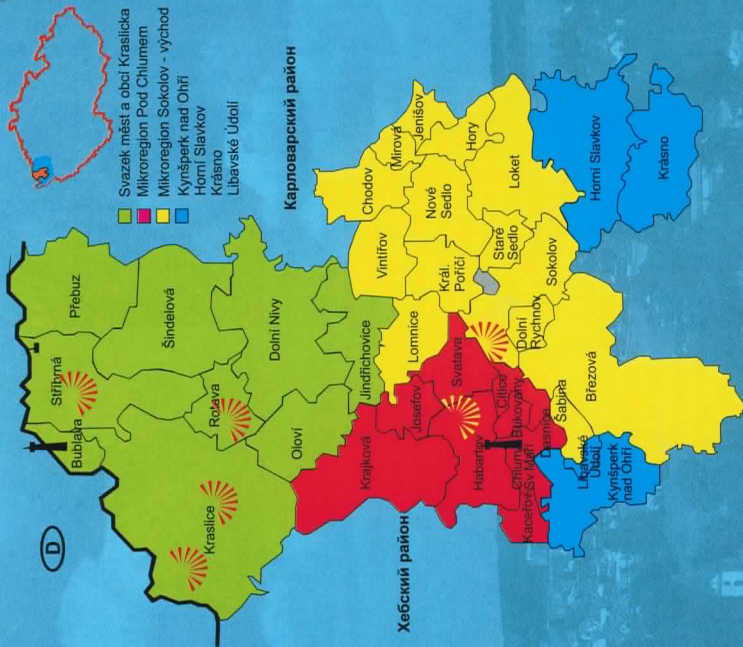 Svazek měst a obcí Kraslicka
Mikroregion Pod Chlumem
Mikroregion Sokolov - východ
Kynšperk nad Ohří
Horní Slavkov
Krásno
Libavské Údolí
Карловарский район
Хебский район
D
Kraslice
Bublava
Stříbrná
Přebuz
Šindelová
Rotava
Dolní Nivy
Oloví
Jindřichovice
Krajková
Josefov
Svatava
Habartov
Citice
Bukovany
Chlum
Sv. Maří
Kaceřov
Dasnice
Šabina
Lomnice
Vintířov
Chodov
Mírová
Jenišov
Nové
Sedlo
Hory
Loket
Král.
Poříčí
Staré
Sedlo
Sokolov
Dolní
Rychnov
Březová
Libavské
Údolí
Kynšperk
nad Ohří
Horní Slavkov
Krásno